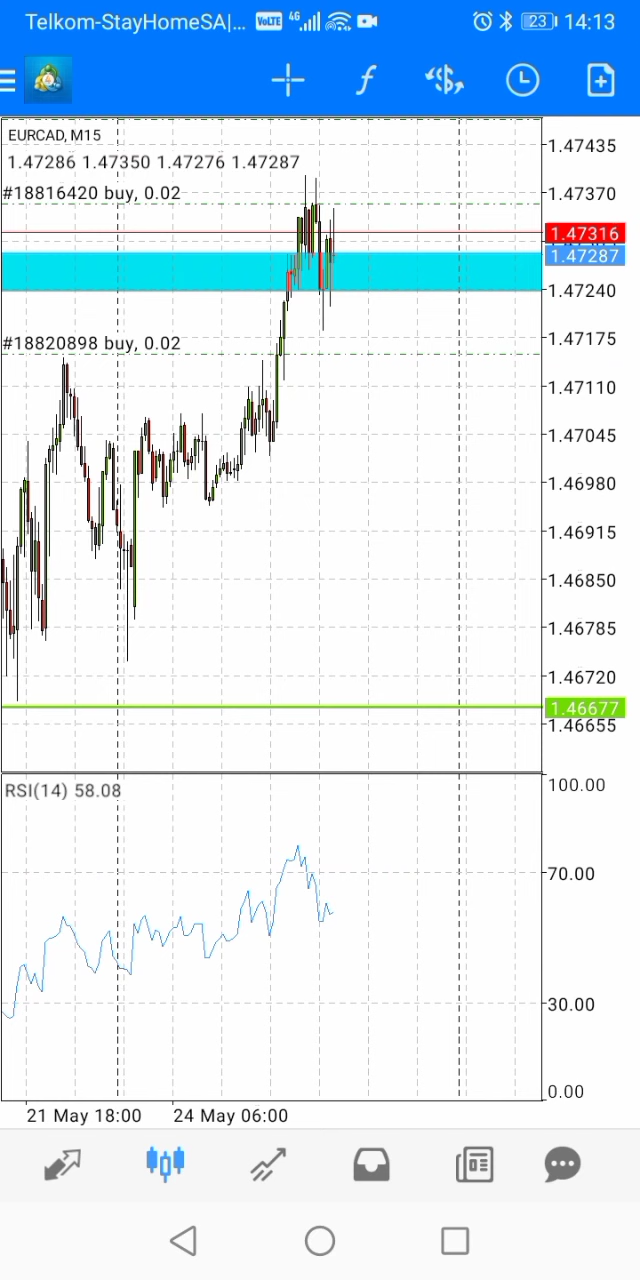 Telkom-StayHomeSA|... VoLTE 4G 23 14:13
EURCAD, M15
1.47286 1.47350 1.47276 1.47287
1.47435
#18816420 buy, 0.02
1.47370
1.47316
1.47287
1.47240
#18820898 buy, 0.02
1.47175
1.47110
1.47045
1.46980
1.46915
1.46850
1.46785
1.46720
1.46677
1.46655
RSI(14) 58.08
100.00
70.00
30.00
0.00
21 May 18:00 24 May 06:00